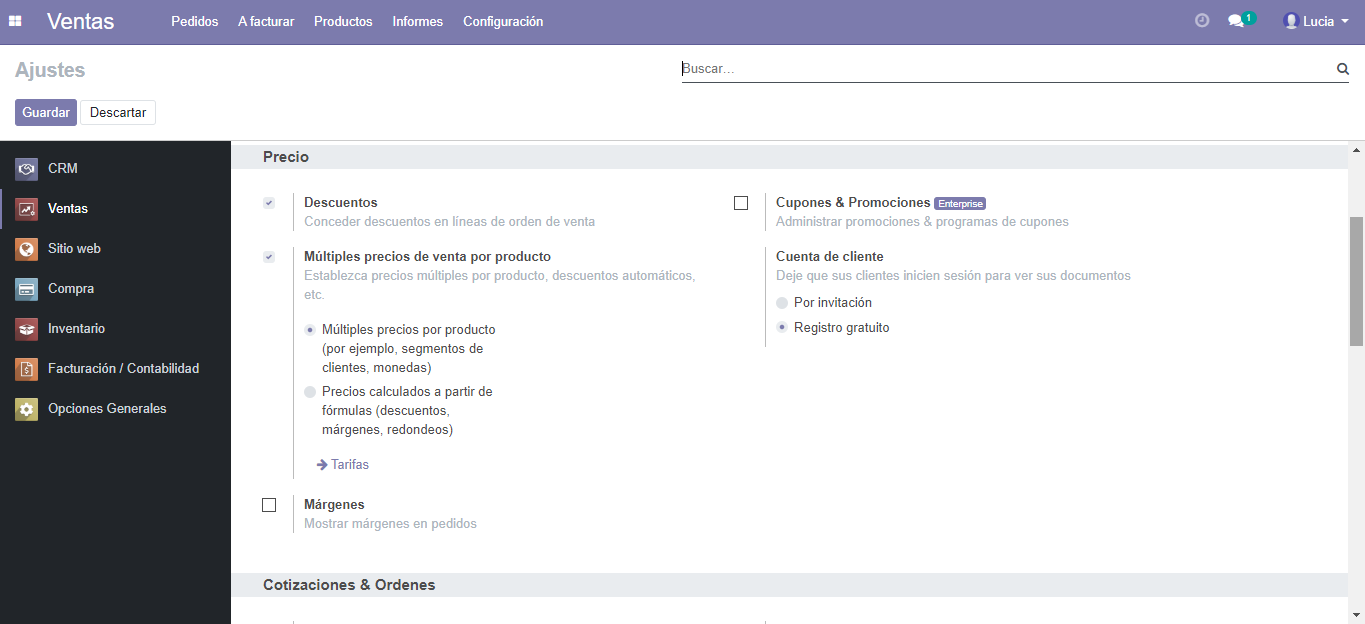 Ventas
Pedidos A facturar Productos Informes Configuración
1
Lucia
Ajustes
Buscar...
Guardar Descartar
CRM
Ventas
Sitio web
Compra
Inventario
Facturación / Contabilidad
Opciones Generales
Precio
Descuentos
Conceder descuentos en líneas de orden de venta
Múltiples precios de venta por producto
Establezca precios múltiples por producto, descuentos automáticos,
etc.
Múltiples precios por producto
(por ejemplo, segmentos de
clientes, monedas)
Precios calculados a partir de
fórmulas (descuentos,
márgenes, redondeos)
Tarifas
Márgenes
Mostrar márgenes en pedidos
Cupones & Promociones Enterprise
Administrar promociones & programas de cupones
Cuenta de cliente
Deje que sus clientes inicien sesión para ver sus documentos
Por invitación
Registro gratuito
Cotizaciones & Ordenes